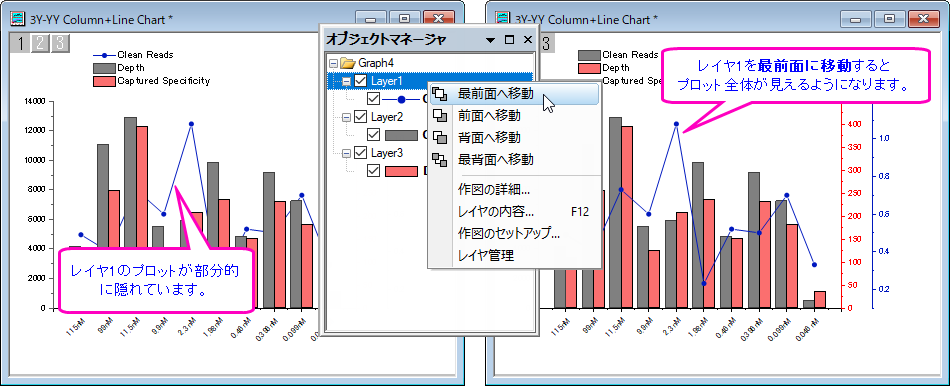 3Y-YY Column+Line Chart *
1 2 3
Clean Reads
Depth
Captured Specificity
14000
12000
10000
8000
6000
4000
2000
0
115nM
99nM
11.5nM
9.9nM
2.3nM
1.98nM
0.46nM
0.396nM
0.099nM
レイヤ1のプロットが部分的
に隠れています。
オブジェクトマネージャ
Graph4
Layer1
Layer2
Layer3
最前面へ移動
前面へ移動
背面へ移動
最背面へ移動
作図の詳細...
レイヤの内容... F12
作図のセットアップ...
レイヤ管理
3Y-YY Column+Line Chart *
3
Clean Reads
Depth
Captured Specificity
レイヤ1を最前面に移動すると
プロット全体が見えるようになります。
400
350
300
250
200
150
100
50
0
1.0
0.8
0.6
0.4
0.2
115nM
99nM
11.5nM
9.9nM
2.3nM
1.98nM
0.46nM
0.396nM
0.099nM
0.046nM